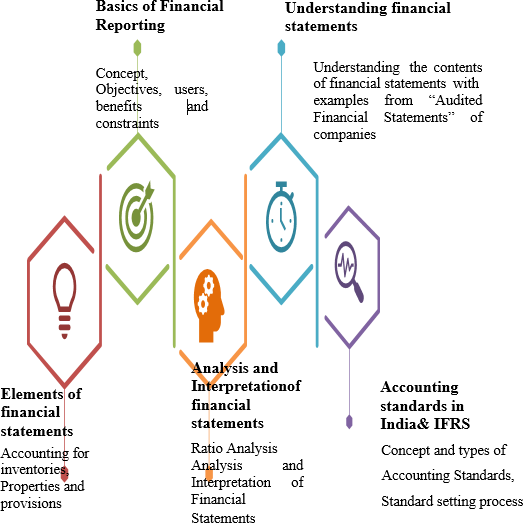 Basics of Financial
Reporting
Concept,
Objectives, users,
benefits and
constraints
Understanding financial
statements
Understanding the contents
of financial statements with
examples from “Audited
Financial Statements” of
companies
Elements of
financial
statements
Accounting for
inventories,
Properties and
provisions
Analysis and
Interpretationof
financial
statements
Ratio Analysis
Analysis and
Interpretation of
Financial
Statements
Accounting
standards in
India& IFRS
Concept and types of
Accounting Standards,
Standard setting process